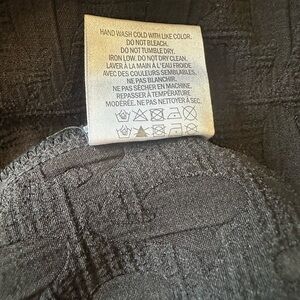 HAND WASH COLD WITH LIKE COLOR.
DO NOT BLEACH.
DO NOT TUMBLE DRY.
IRON LOW. DO NOT DRY CLEAN.
LAVER À LA MAIN À L'EAU FROIDE
AVEC DES COULEURS SEMBLABLES.
NE PAS BLANCHIR.
NE PAS SÉCHER EN MACHINE.
REPASSER À TEMPÉRATURE
MODÉRÉE. NE PAS NETTOYER À SEC.